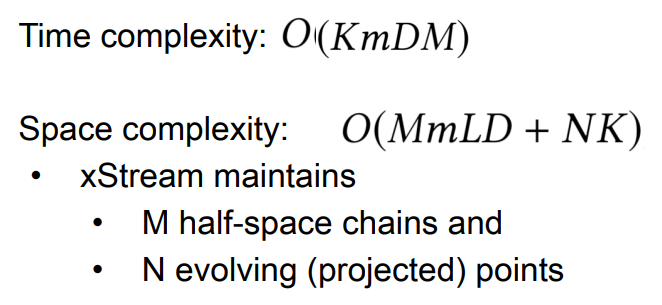 Time complexity: O(KmDM)
Space complexity: O(MmLD + NK)
• xStream maintains
• M half-space chains and
• N evolving (projected) points